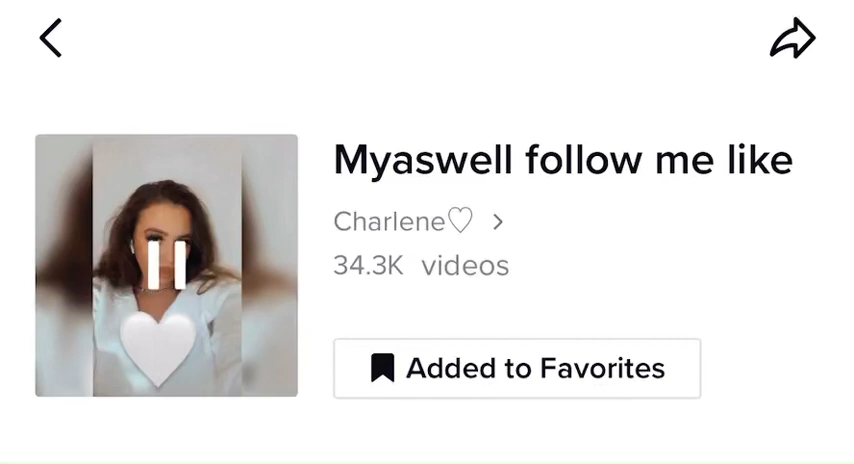 Myaswell follow me like
Charlene♡ >
34.3K videos
Added to Favorites